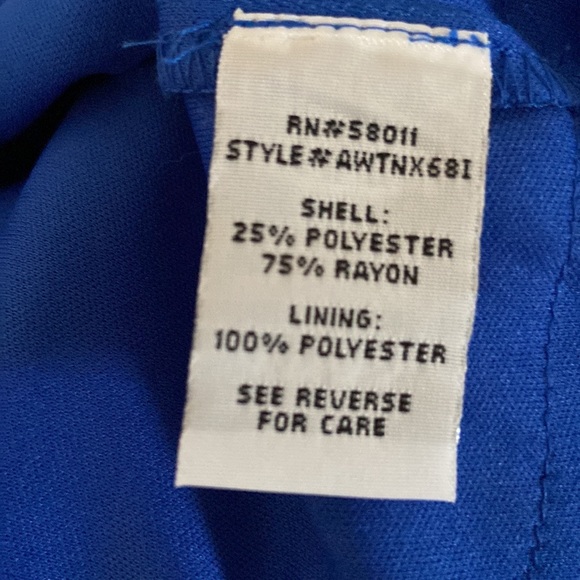 RN#58011
STYLE#AWTNX68I
SHELL:
25% POLYESTER
75% RAYON
LINING:
100% POLYESTER
SEE REVERSE
FOR CARE